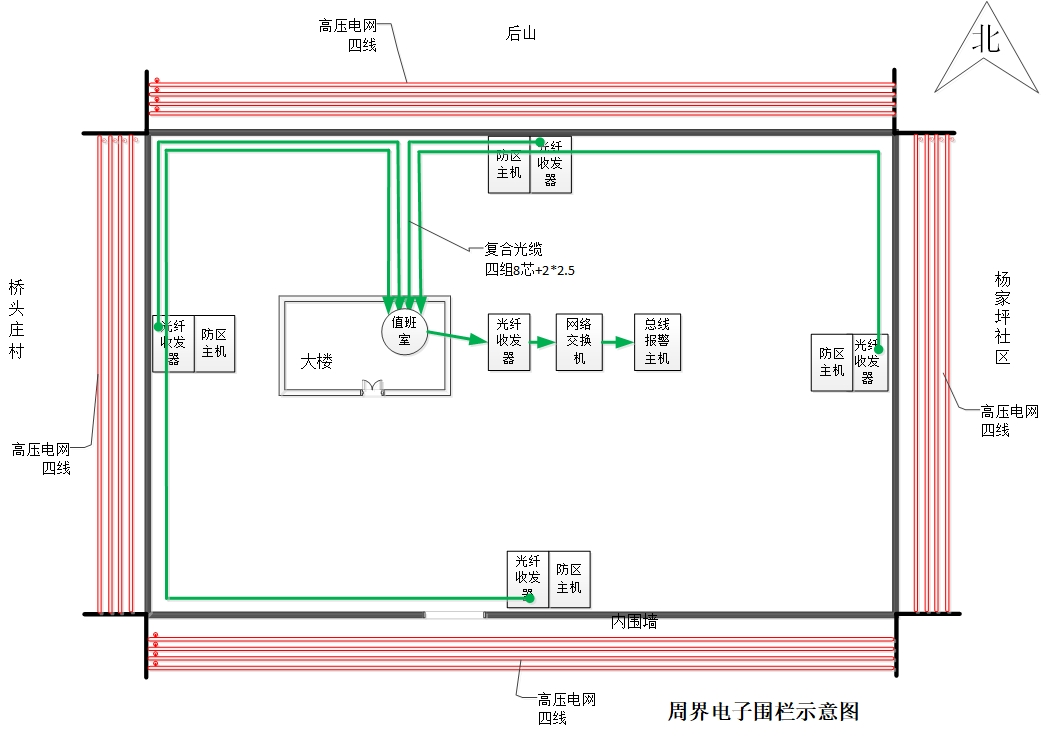 高压电网
四线
后山
北
防区
主机
光纤
收发
器
复合光缆
四组8芯+2*2.5
桥
头
庄
村
杨
家
坪
社
区
光纤
收发
器
防区
主机
值班
室
大楼
光纤
收发
器
网络
交换
机
总线
报警
主机
防区
主机
光纤
收发
器
高压电网
四线
高压电网
四线
光纤
收发
器
防区
主机
内围墙
高压电网
四线
周界电子围栏示意图